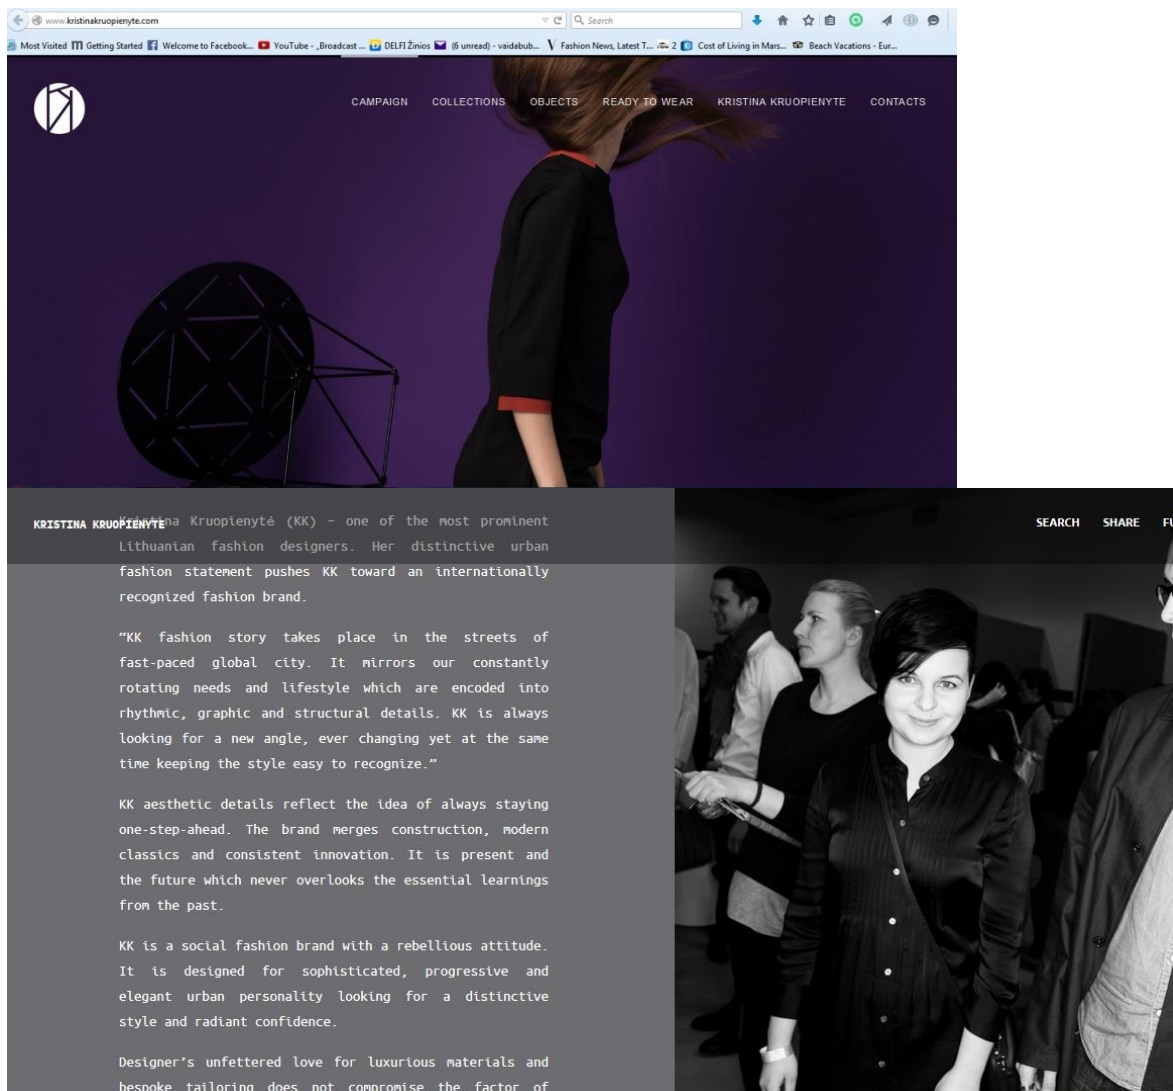 www.kristinakruopienyte.com
Search
Most Visited
Getting Started
Welcome to Facebook...
YouTube - „Broadcast ...
DELFI Žinios
(6 unread) - vaidabub...
Fashion News, Latest T...
2
Cost of Living in Mars...
Beach Vacations - Eur...
CAMPAIGN
COLLECTIONS
OBJECTS
READY TO WEAR
KRISTINA KRUOPIENYTE
CONTACTS
KRISTINA KRUOPIENYTE
SEARCH
SHARE
FU
Kristina Kruopienytė (KK) – one of the most prominent
Lithuanian fashion designers. Her distinctive urban
fashion statement pushes KK toward an internationally
recognized fashion brand.
“KK fashion story takes place in the streets of
fast-paced global city. It mirrors our constantly
rotating needs and lifestyle which are encoded into
rhythmic, graphic and structural details. KK is always
looking for a new angle, ever changing yet at the same
time keeping the style easy to recognize.”
KK aesthetic details reflect the idea of always staying
one-step-ahead. The brand merges construction, modern
classics and consistent innovation. It is present and
the future which never overlooks the essential learnings
from the past.
KK is a social fashion brand with a rebellious attitude.
It is designed for sophisticated, progressive and
elegant urban personality looking for a distinctive
style and radiant confidence.
Designer’s unfettered love for luxurious materials and
bespoke tailoring does not compromise the factor of